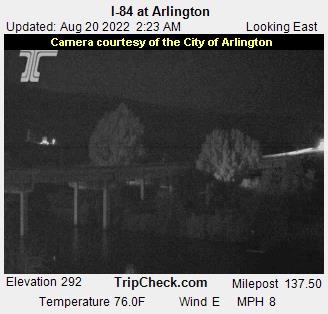 I-84 at Arlington
Updated: Aug 20 2022 2:23 AM Looking East
Camera courtesy of the City of Arlington
Elevation 292 TripCheck.com Milepost 137.50
Temperature 76.0F Wind E MPH 8